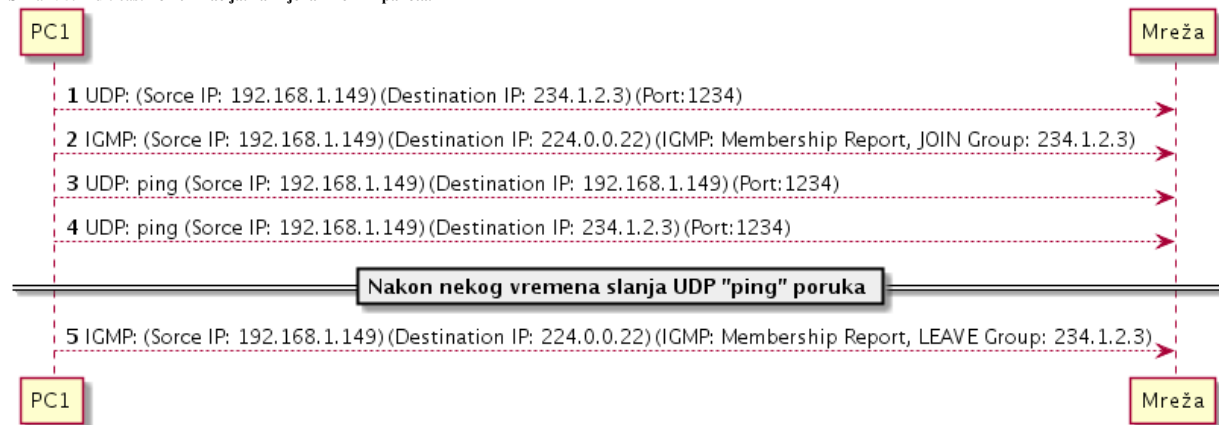 PC1
Mreža
1 UDP: (Sorce IP: 192.168.1.149)(Destination IP: 234.1.2.3)(Port:1234)
2 IGMP: (Sorce IP: 192.168.1.149)(Destination IP: 224.0.0.22)(IGMP: Membership Report, JOIN Group: 234.1.2.3)
3 UDP: ping (Sorce IP: 192.168.1.149)(Destination IP: 192.168.1.149)(Port:1234)
4 UDP: ping (Sorce IP: 192.168.1.149)(Destination IP: 234.1.2.3)(Port:1234)
Nakon nekog vremena slanja UDP "ping" poruka
5 IGMP: (Sorce IP: 192.168.1.149)(Destination IP: 224.0.0.22)(IGMP: Membership Report, LEAVE Group: 234.1.2.3)
PC1
Mreža